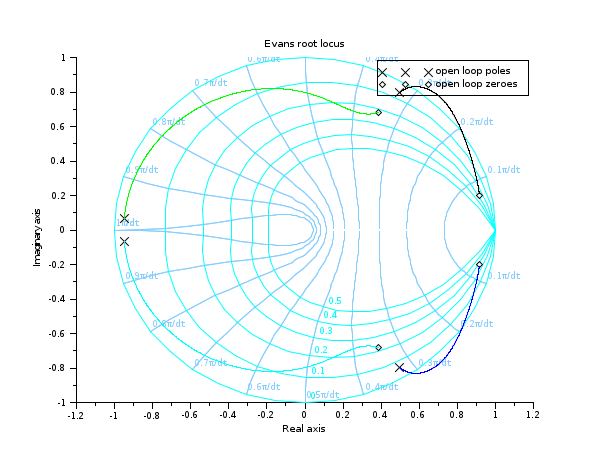 Evans root locus
open loop poles
open loop zeroes
1
0.8
0.6
0.4
0.2
0
-0.2
-0.4
-0.6
-0.8
-1
Imaginary axis
0.6π/dt
0.7π/dt
0.8π/dt
0.9π/dt
0.2π/dt
0.1π/dt
0.9π/dt
0.8π/dt
0.7π/dt
0.6π/dt
0.5π/dt
0.4π/dt
0.3π/dt
0.2π/dt
0.1π/dt
0.5
0.4
0.3
0.2
0.1
0
-1.2
-1
-0.8
-0.6
-0.4
-0.2
0
0.2
0.4
0.6
0.8
1
1.2
Real axis